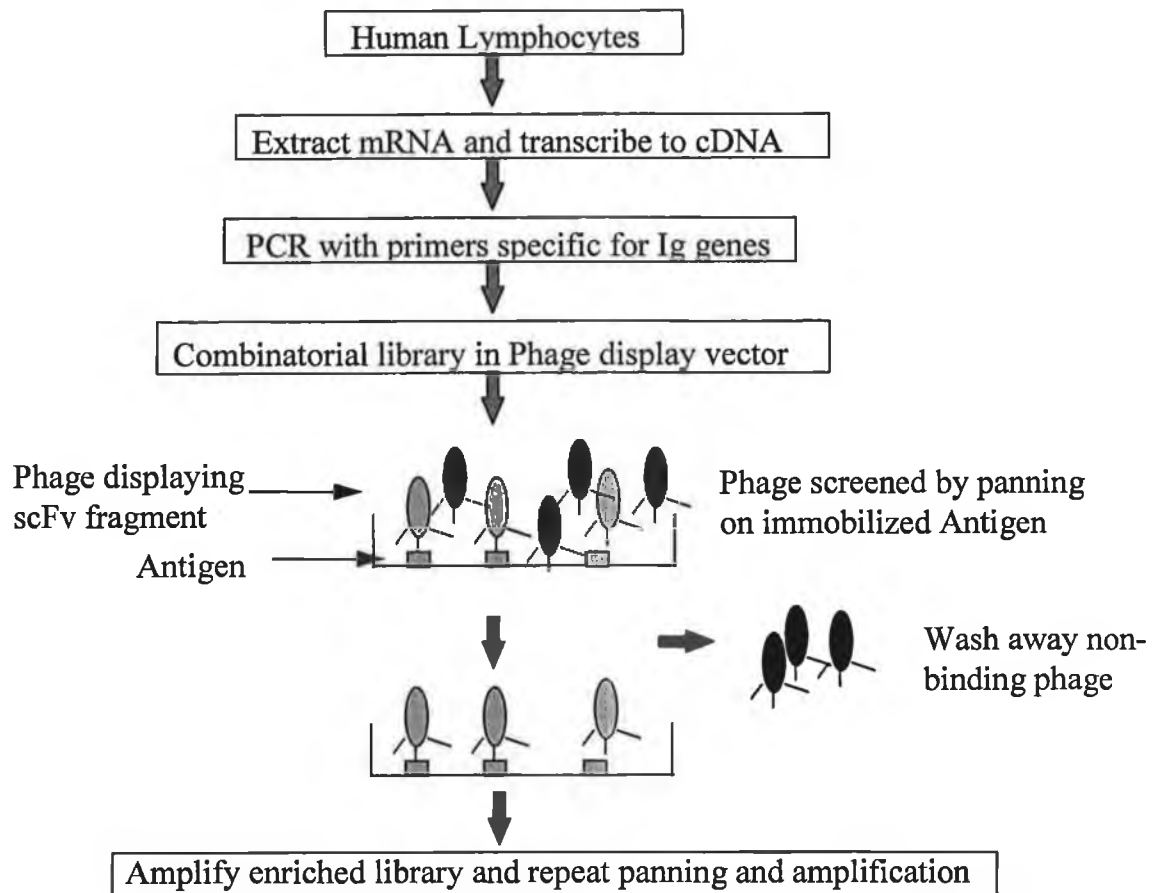 Human Lymphocytes
Extract mRNA and transcribe to cDNA
PCR with primers specific for Ig genes
Combinatorial library in Phage display vector
Phage displaying
scFv fragment
Antigen
Phage screened by panning
on immobilized Antigen
Wash away non-
binding phage
Amplify enriched library and repeat panning and amplification